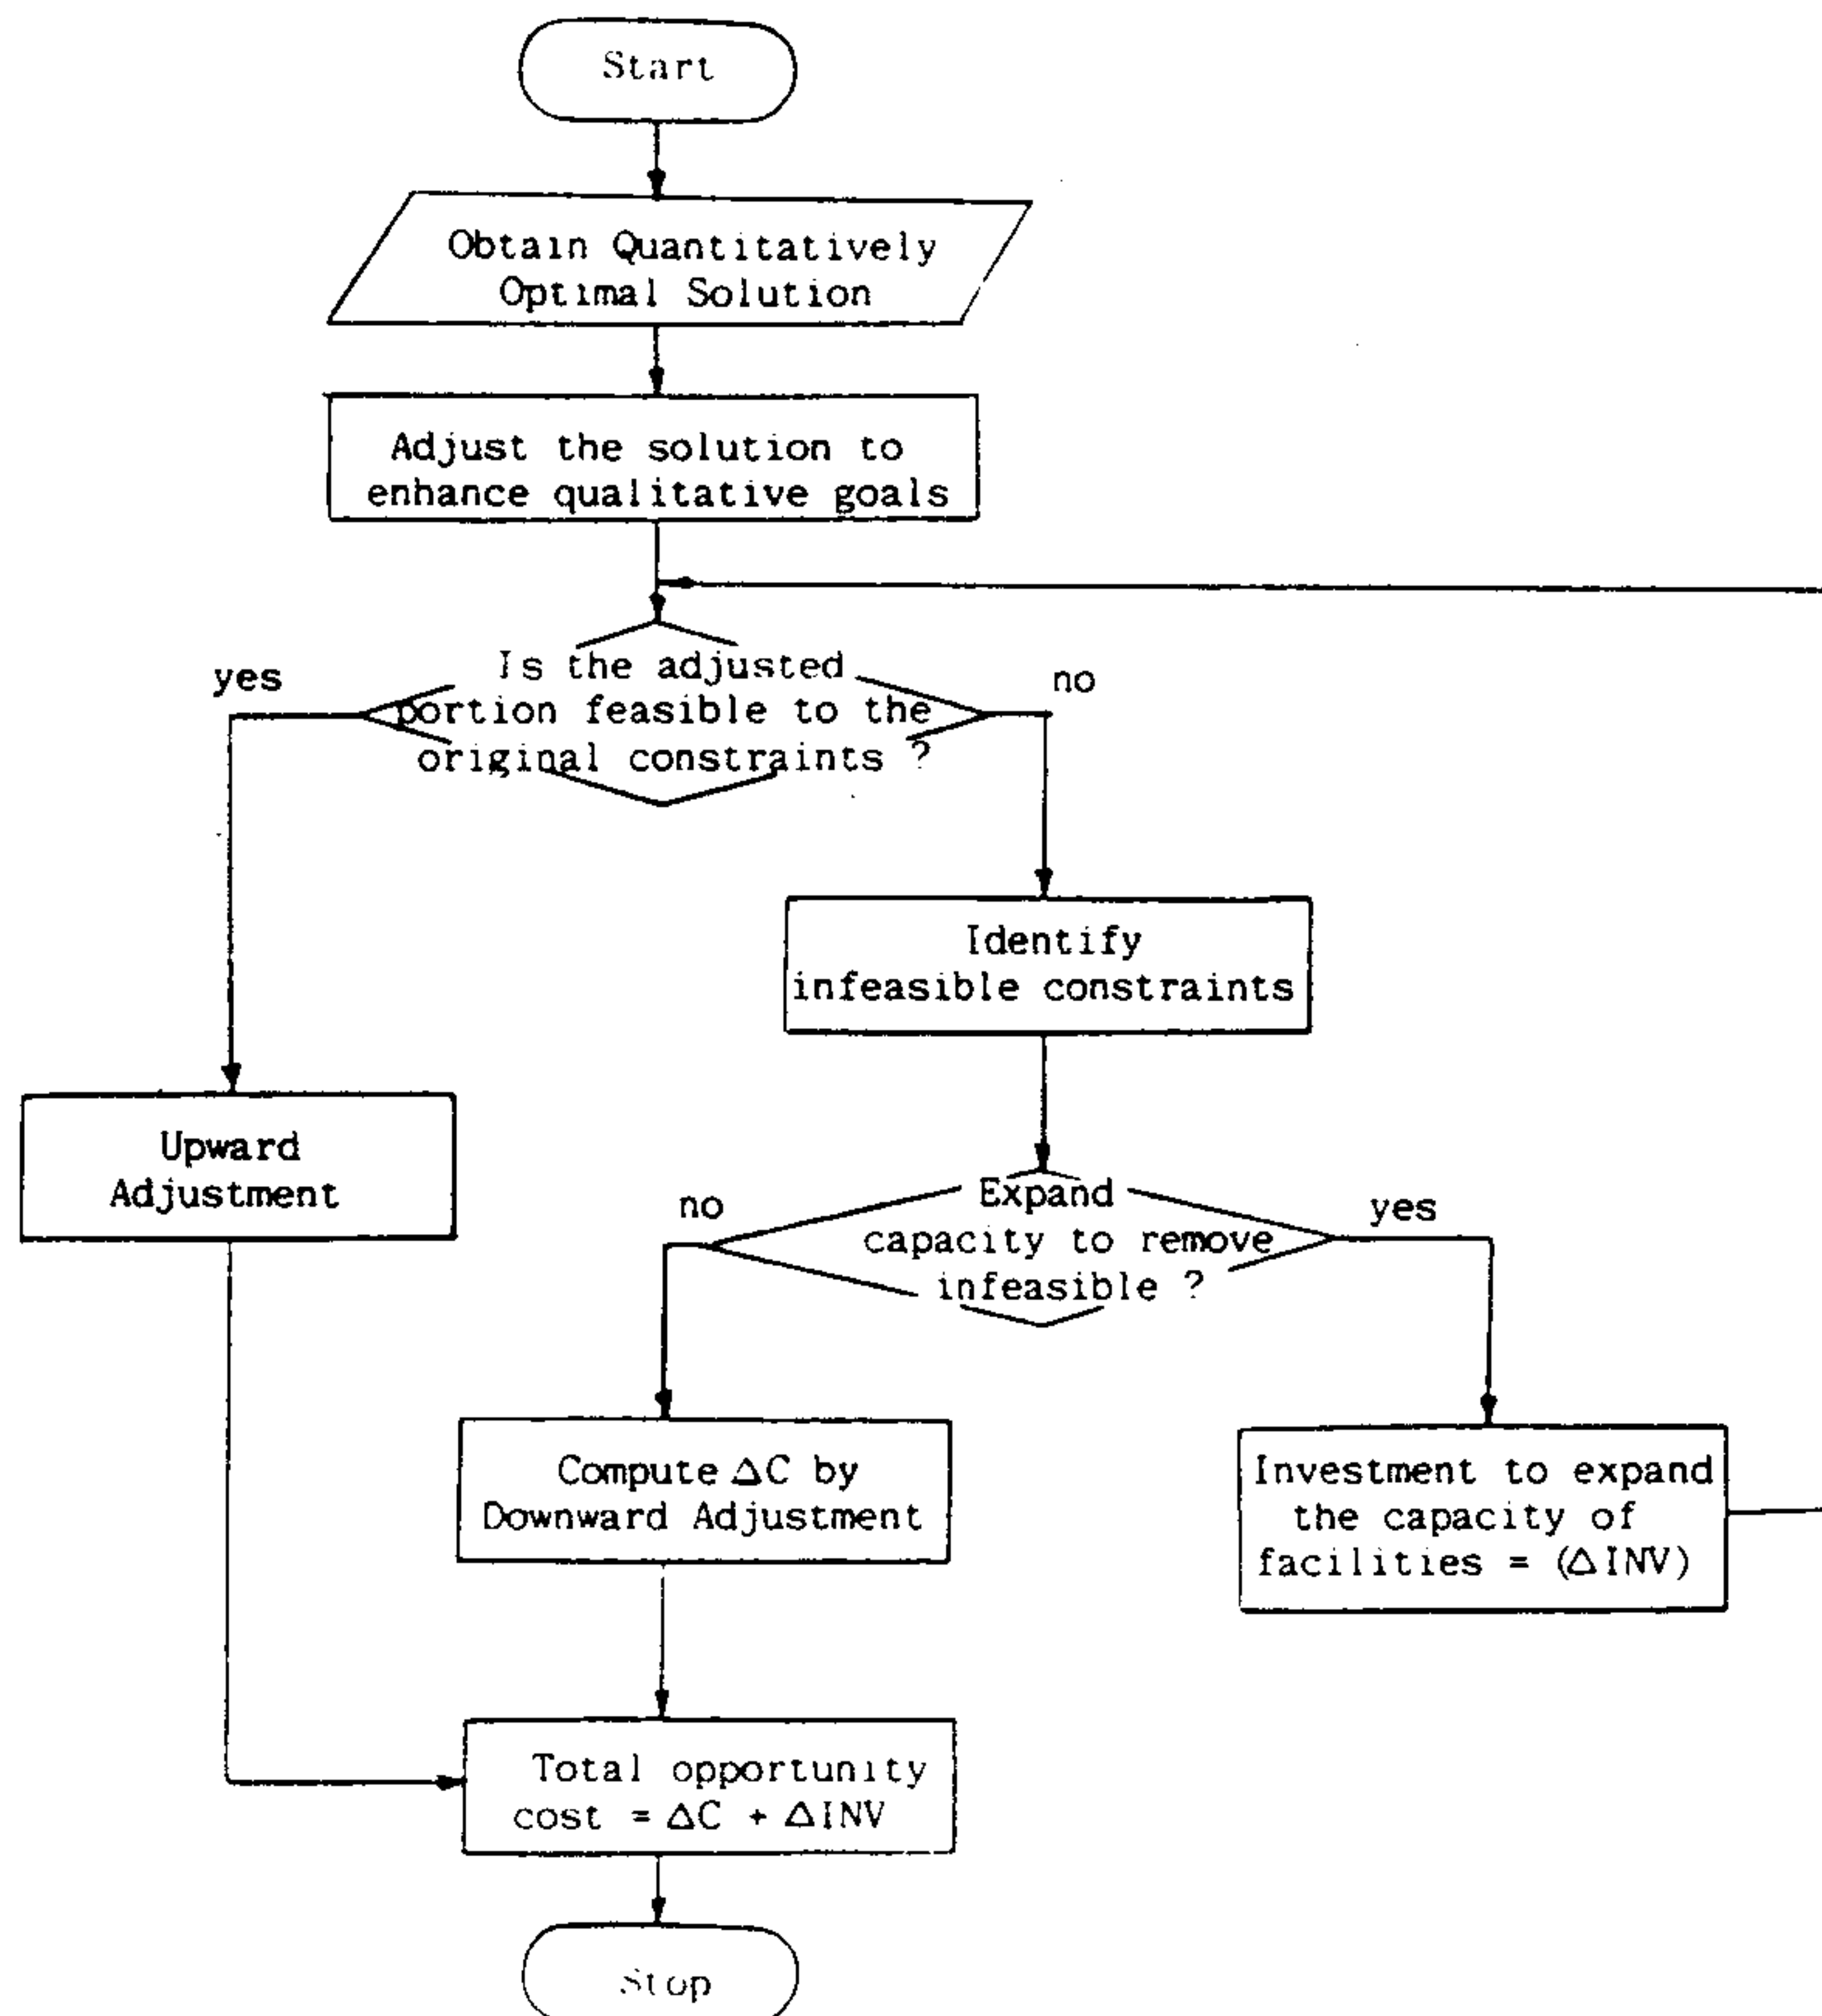 Start
Obtain Quantitatively
Optimal Solution
Adjust the solution to
enhance qualitative goals
Is the adjusted
portion feasible to the
original constraints ?
yes
no
Identify
infeasible constraints
Upward
Adjustment
Expand
capacity to remove
infeasible ?
no
yes
Compute ΔC by
Downward Adjustment
Investment to expand
the capacity of
facilities = (ΔINV)
Total opportunity
cost = ΔC + ΔINV
Stop